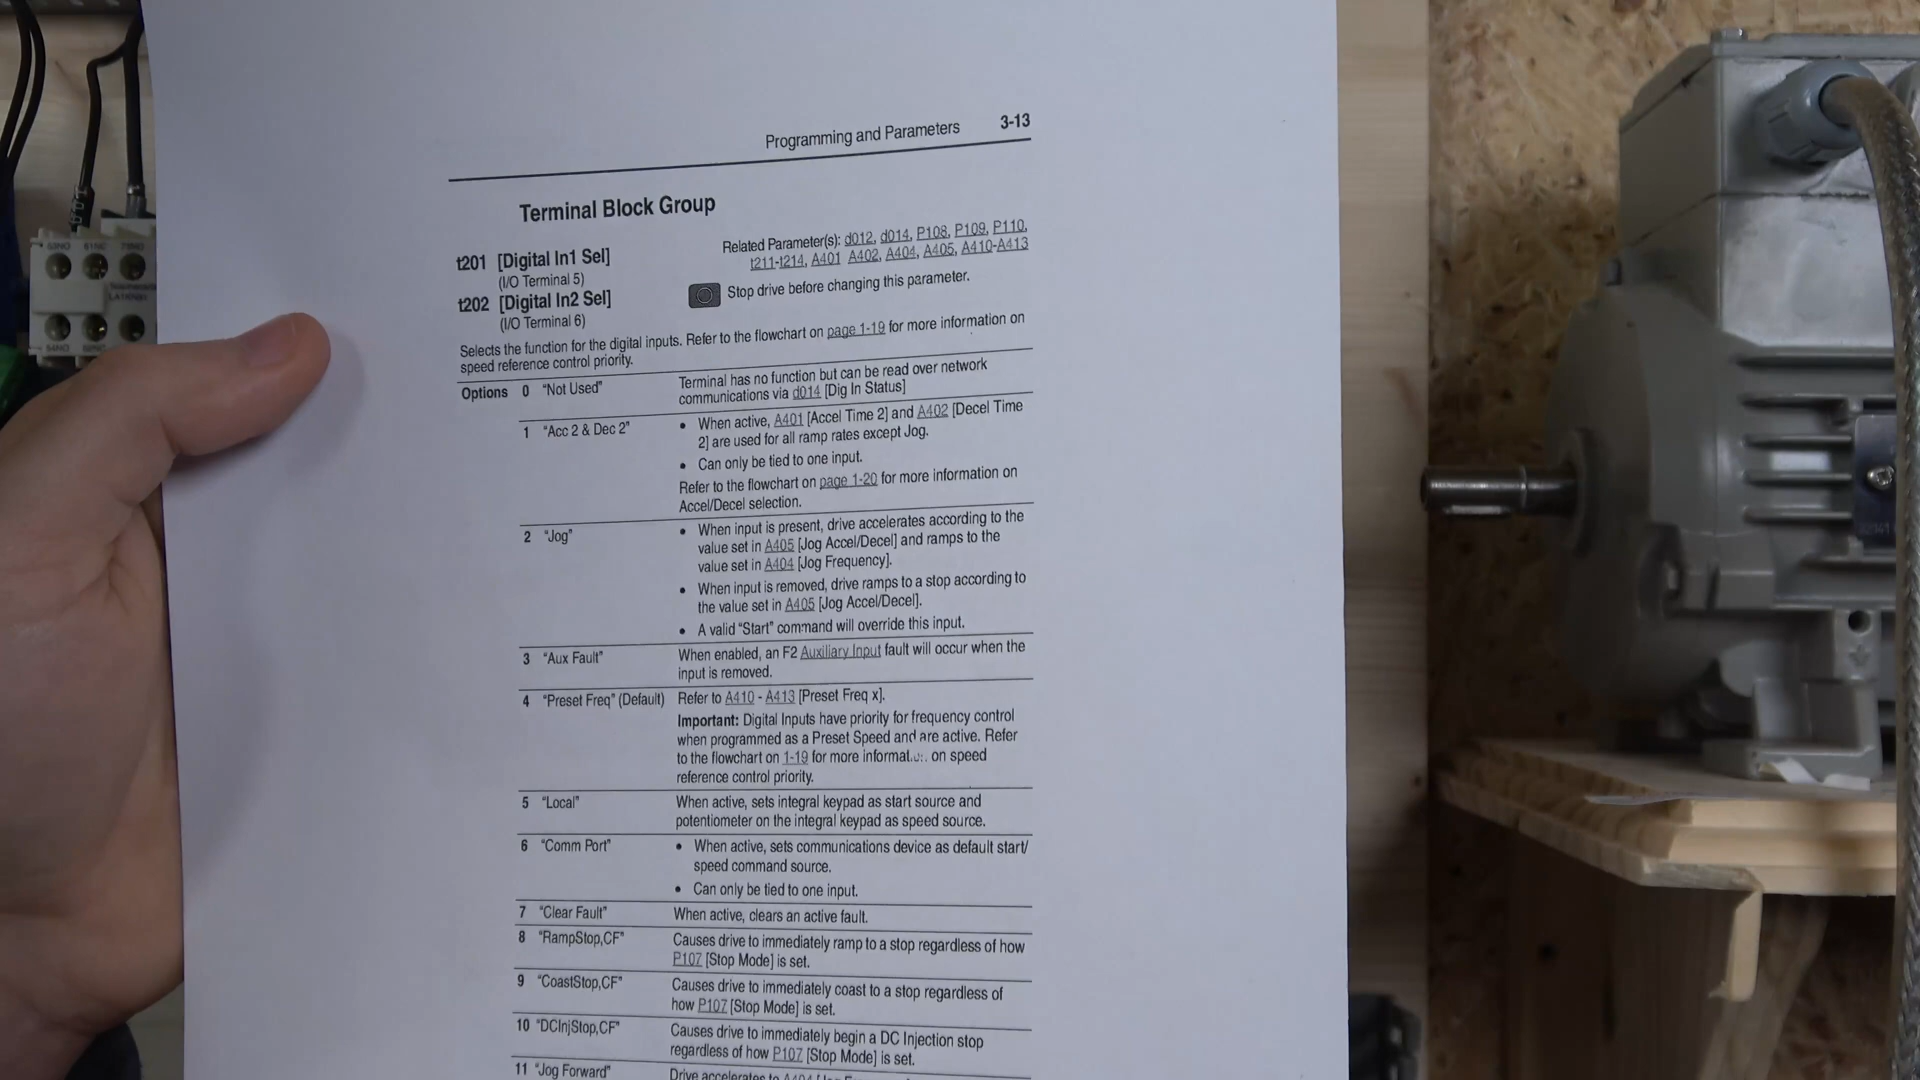 Programming and Parameters 3-13
Terminal Block Group
t201 [Digital In1 Sel]
(I/O Terminal 5)
t202 [Digital In2 Sel]
(I/O Terminal 6)
Related Parameter(s): d012, d014, P108, P109, P110,
t211-t214, A401 A402, A404, A405, A410-A413
Stop drive before changing this parameter.
Selects the function for the digital inputs. Refer to the flowchart on page 1-19 for more information on
speed reference control priority.
Options 0 "Not Used" Terminal has no function but can be read over network
communications via d014 [Dig In Status]
1 "Acc 2 & Dec 2" • When active, A401 [Accel Time 2] and A402 [Decel Time
2] are used for all ramp rates except Jog.
• Can only be tied to one input.
Refer to the flowchart on page 1-20 for more information on
Accel/Decel selection.
2 "Jog" • When input is present, drive accelerates according to the
value set in A405 [Jog Accel/Decel] and ramps to the
value set in A404 [Jog Frequency].
• When input is removed, drive ramps to a stop according to
the value set in A405 [Jog Accel/Decel].
• A valid "Start" command will override this input.
3 "Aux Fault" When enabled, an F2 Auxiliary Input fault will occur when the
input is removed.
4 "Preset Freq" (Default) Refer to A410 - A413 [Preset Freq x].
Important: Digital Inputs have priority for frequency control
when programmed as a Preset Speed and are active. Refer
to the flowchart on 1-19 for more on speed
reference control priority.
5 "Local" When active, sets integral keypad as start source and
potentiometer on the integral keypad as speed source.
6 "Comm Port" • When active, sets communications device as default start/
speed command source.
• Can only be tied to one input.
7 "Clear Fault" When active, clears an active fault.
8 "RampStop,CF" Causes drive to immediately ramp to a stop regardless of how
P107 [Stop Mode] is set.
9 "CoastStop,CF" Causes drive to immediately coast to a stop regardless of
how P107 [Stop Mode] is set.
10 "DCInjStop,CF" Causes drive to immediately begin a DC Injection stop
regardless of how P107 [Stop Mode] is set.
11 "Jog Forward" Drive accelerates to A404
53NO 61NC
54NO